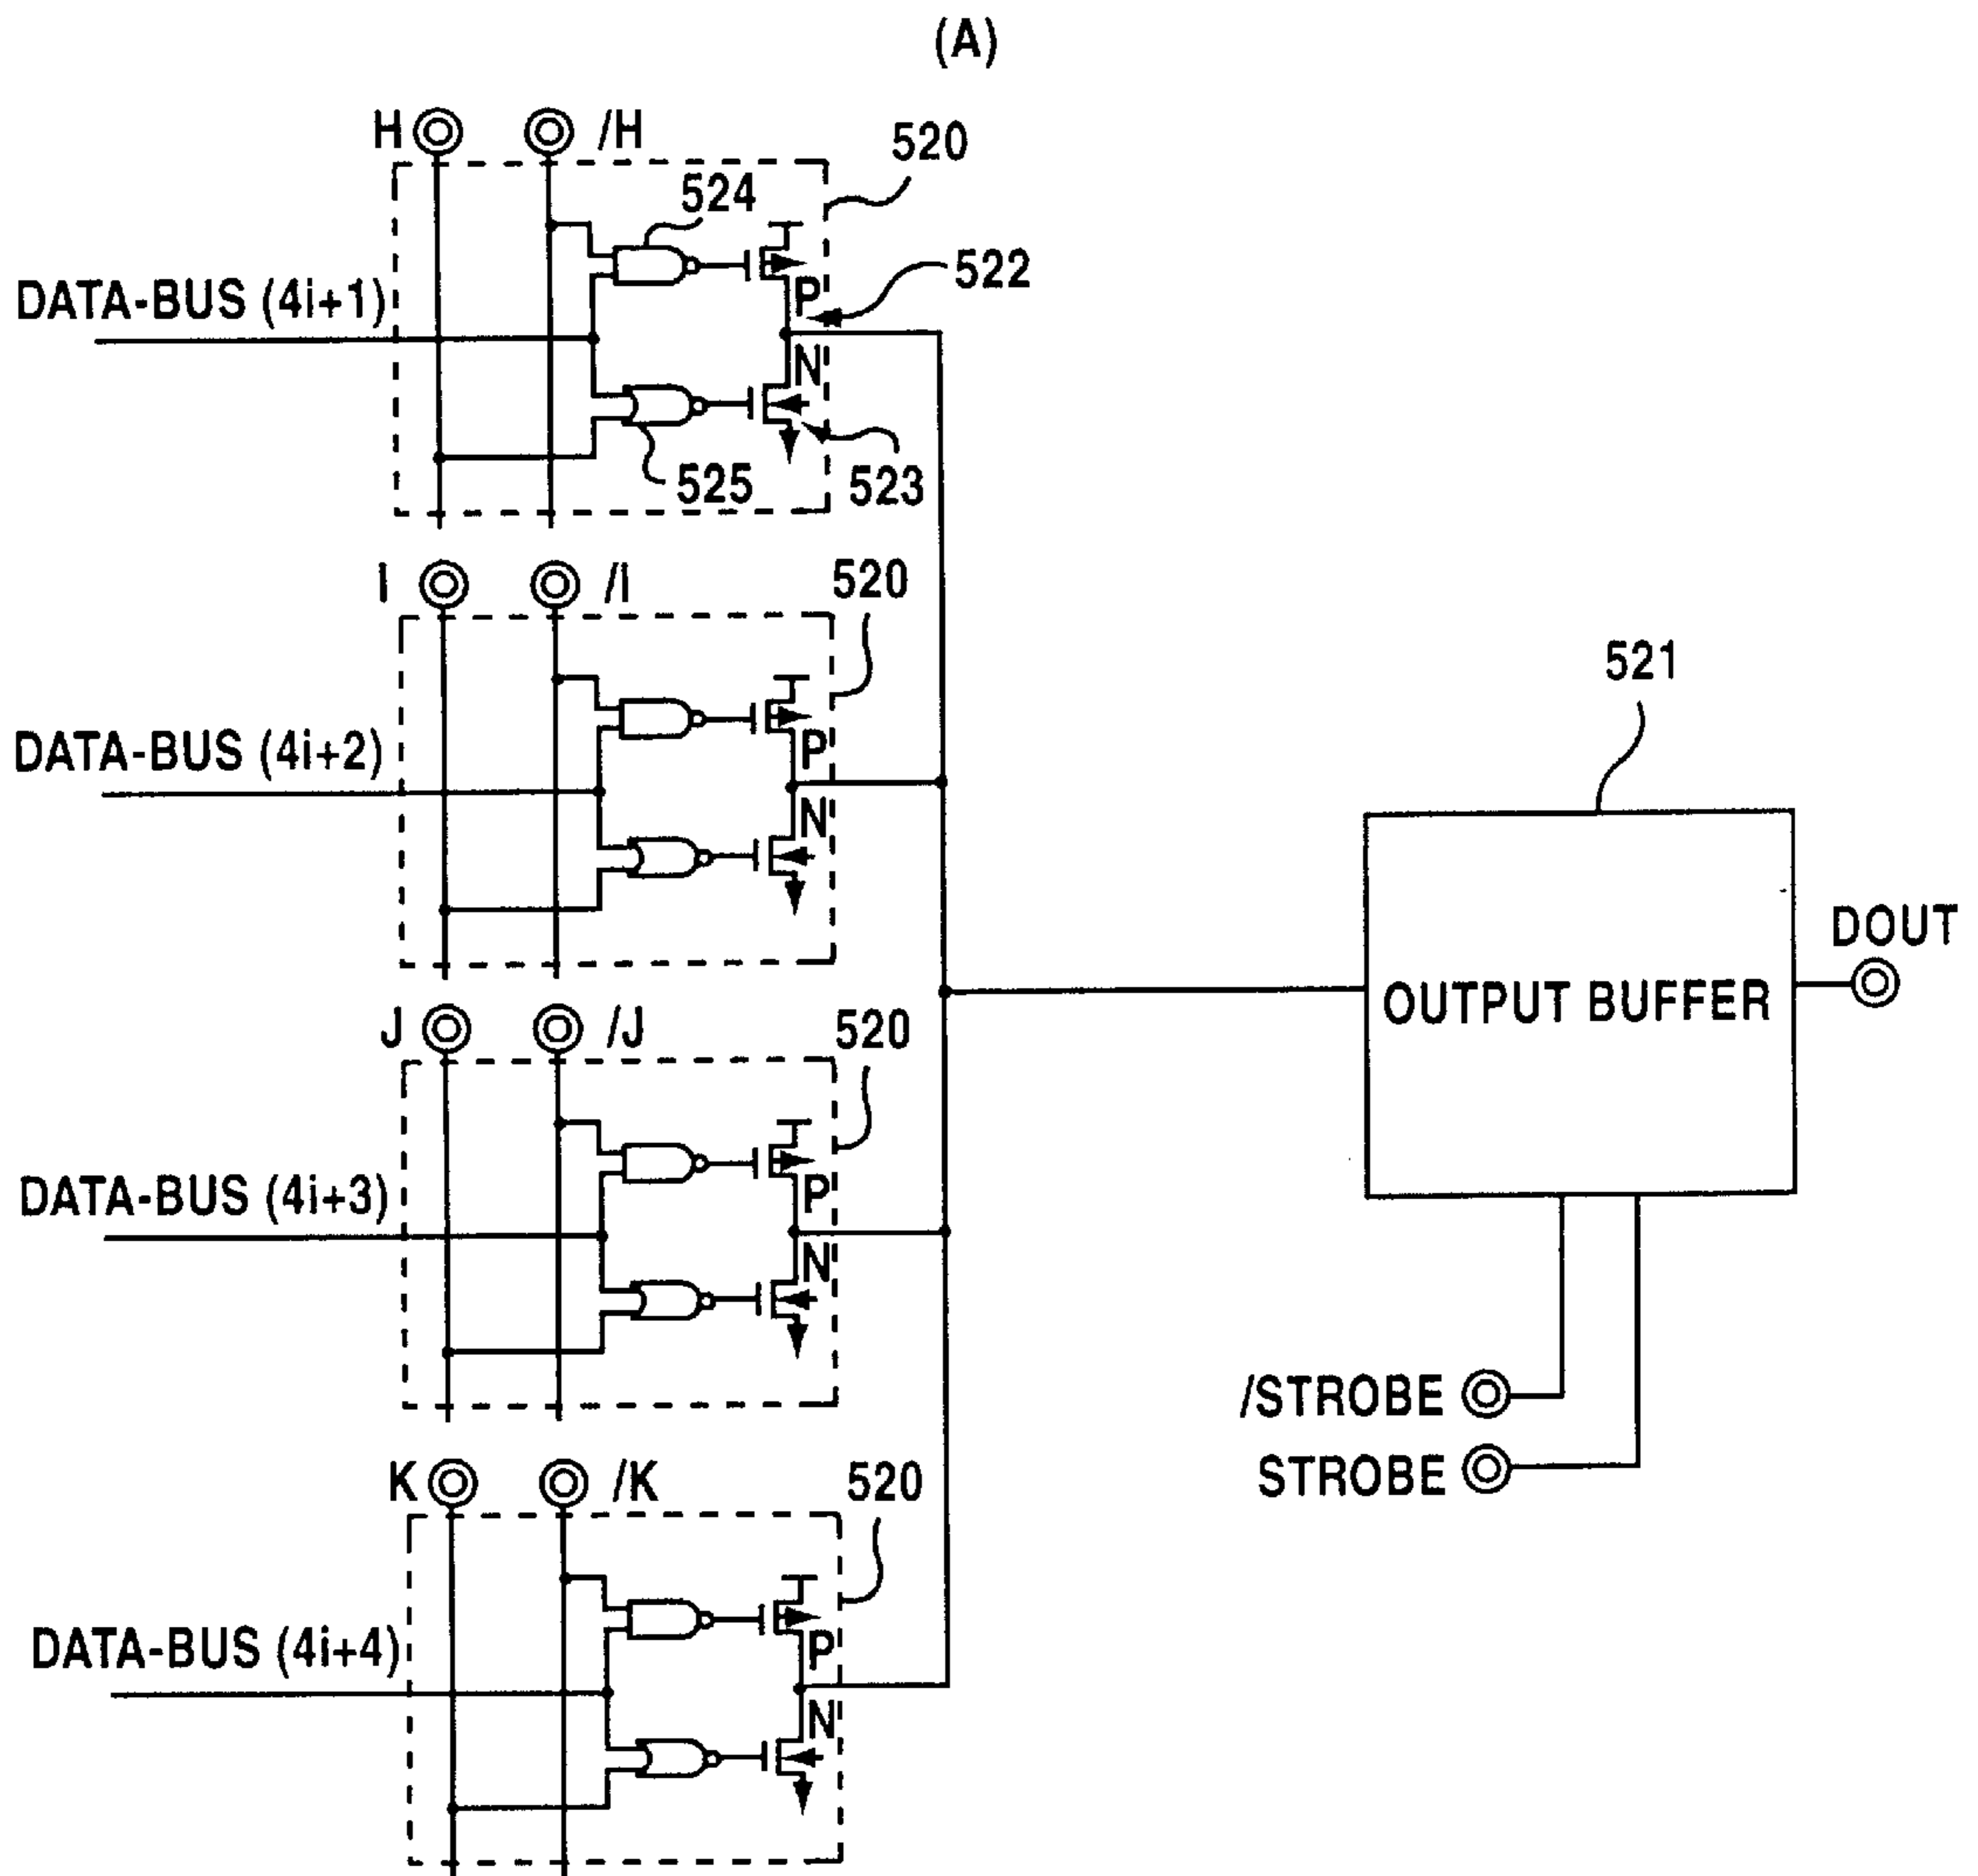 (A)
H
/H
520
524
522
DATA-BUS (4i+1)
P
N
525
523
I
/I
520
DATA-BUS (4i+2)
P
N
521
OUTPUT BUFFER
DOUT
J
/J
520
DATA-BUS (4i+3)
P
N
/STROBE
STROBE
K
/K
520
DATA-BUS (4i+4)
P
N